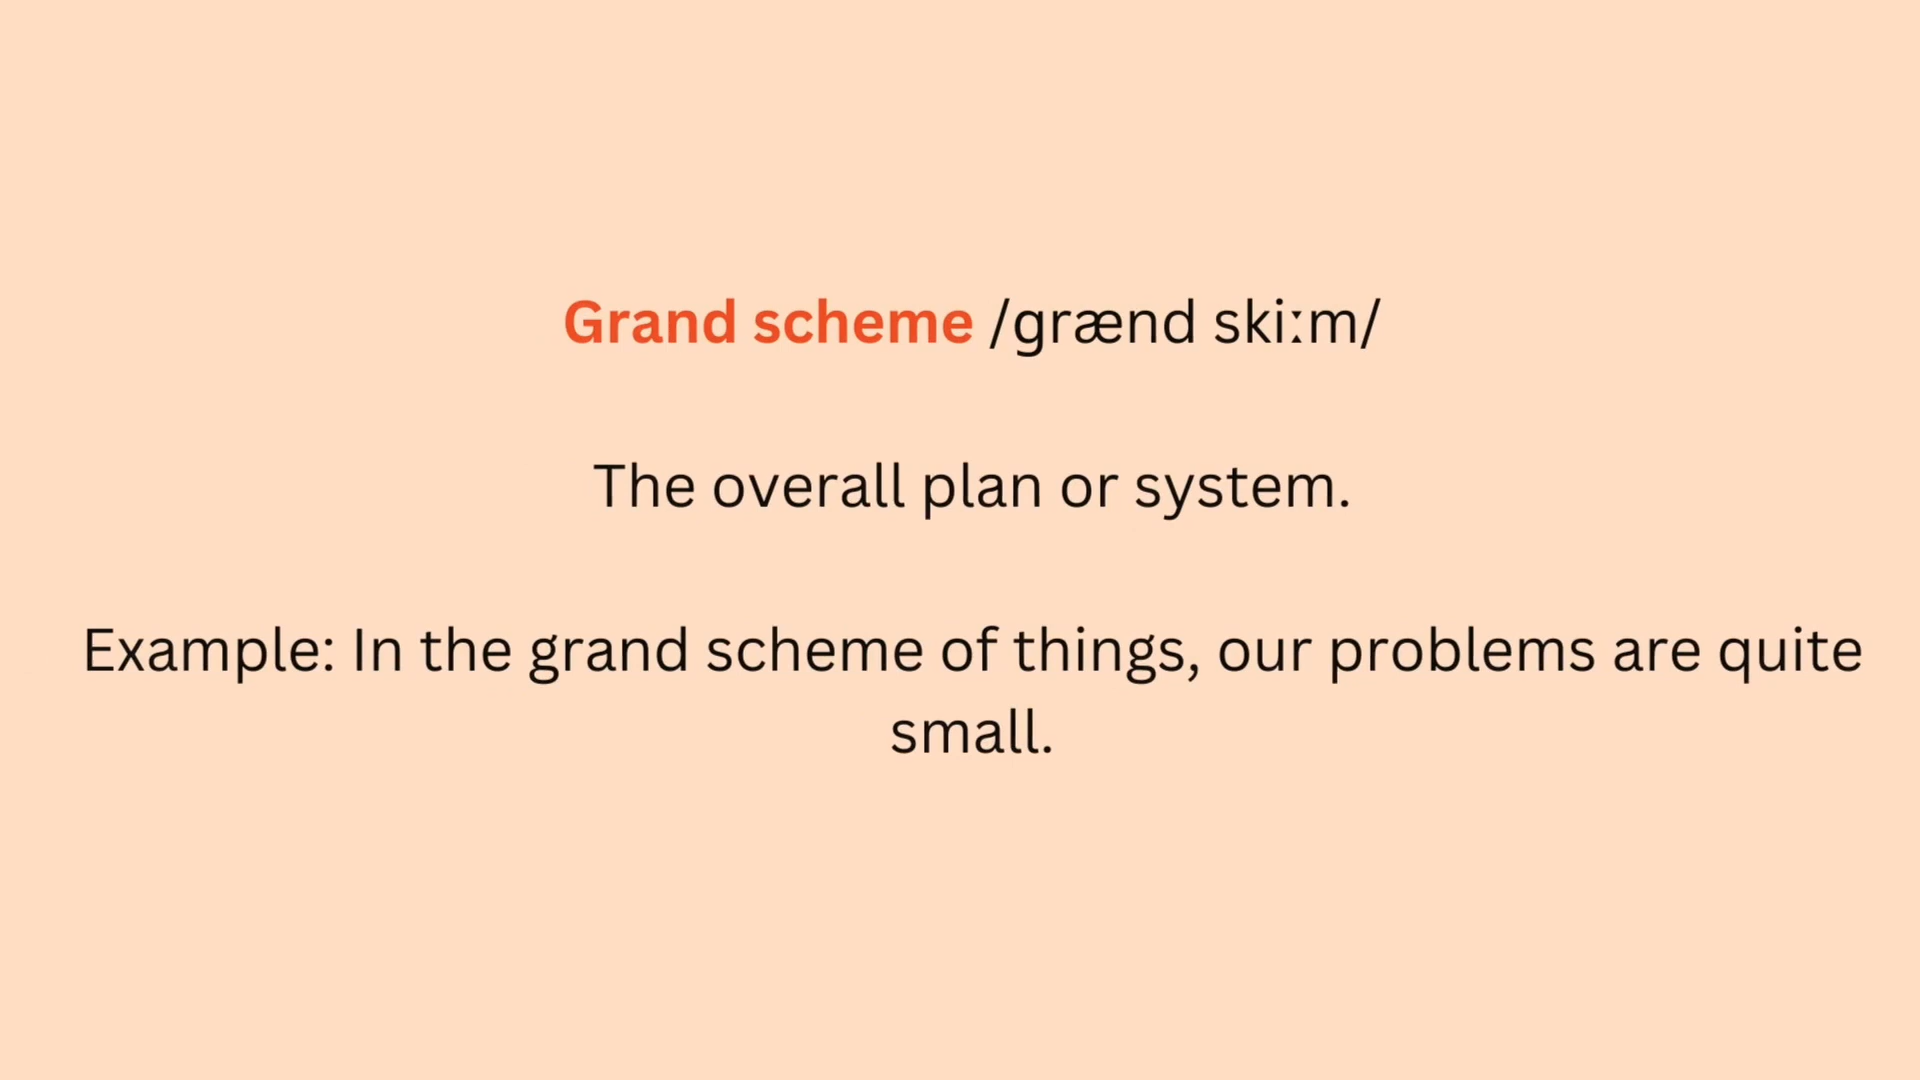 Grand scheme /grænd skiːm/
The overall plan or system.
Example: In the grand scheme of things, our problems are quite
small.